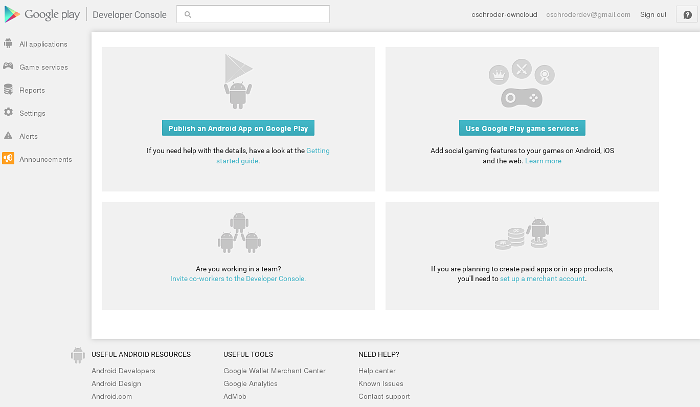 Google play | Developer Console
oschroder-owncloud oschroderdev@gmail.com Sign out
All applications
Game services
Reports
Settings
Alerts
Announcements
Publish an Android App on Google Play
If you need help with the details, have a look at the Getting
started guide.
Use Google Play game services
Add social gaming features to your games on Android, iOS
and the web. Learn more
Are you working in a team?
Invite co-workers to the Developer Console.
If you are planning to create paid apps or in-app products,
you'll need to set up a merchant account.
USEFUL ANDROID RESOURCES
Android Developers
Android Design
Android.com
USEFUL TOOLS
Google Wallet Merchant Center
Google Analytics
AdMob
NEED HELP?
Help center
Known Issues
Contact support